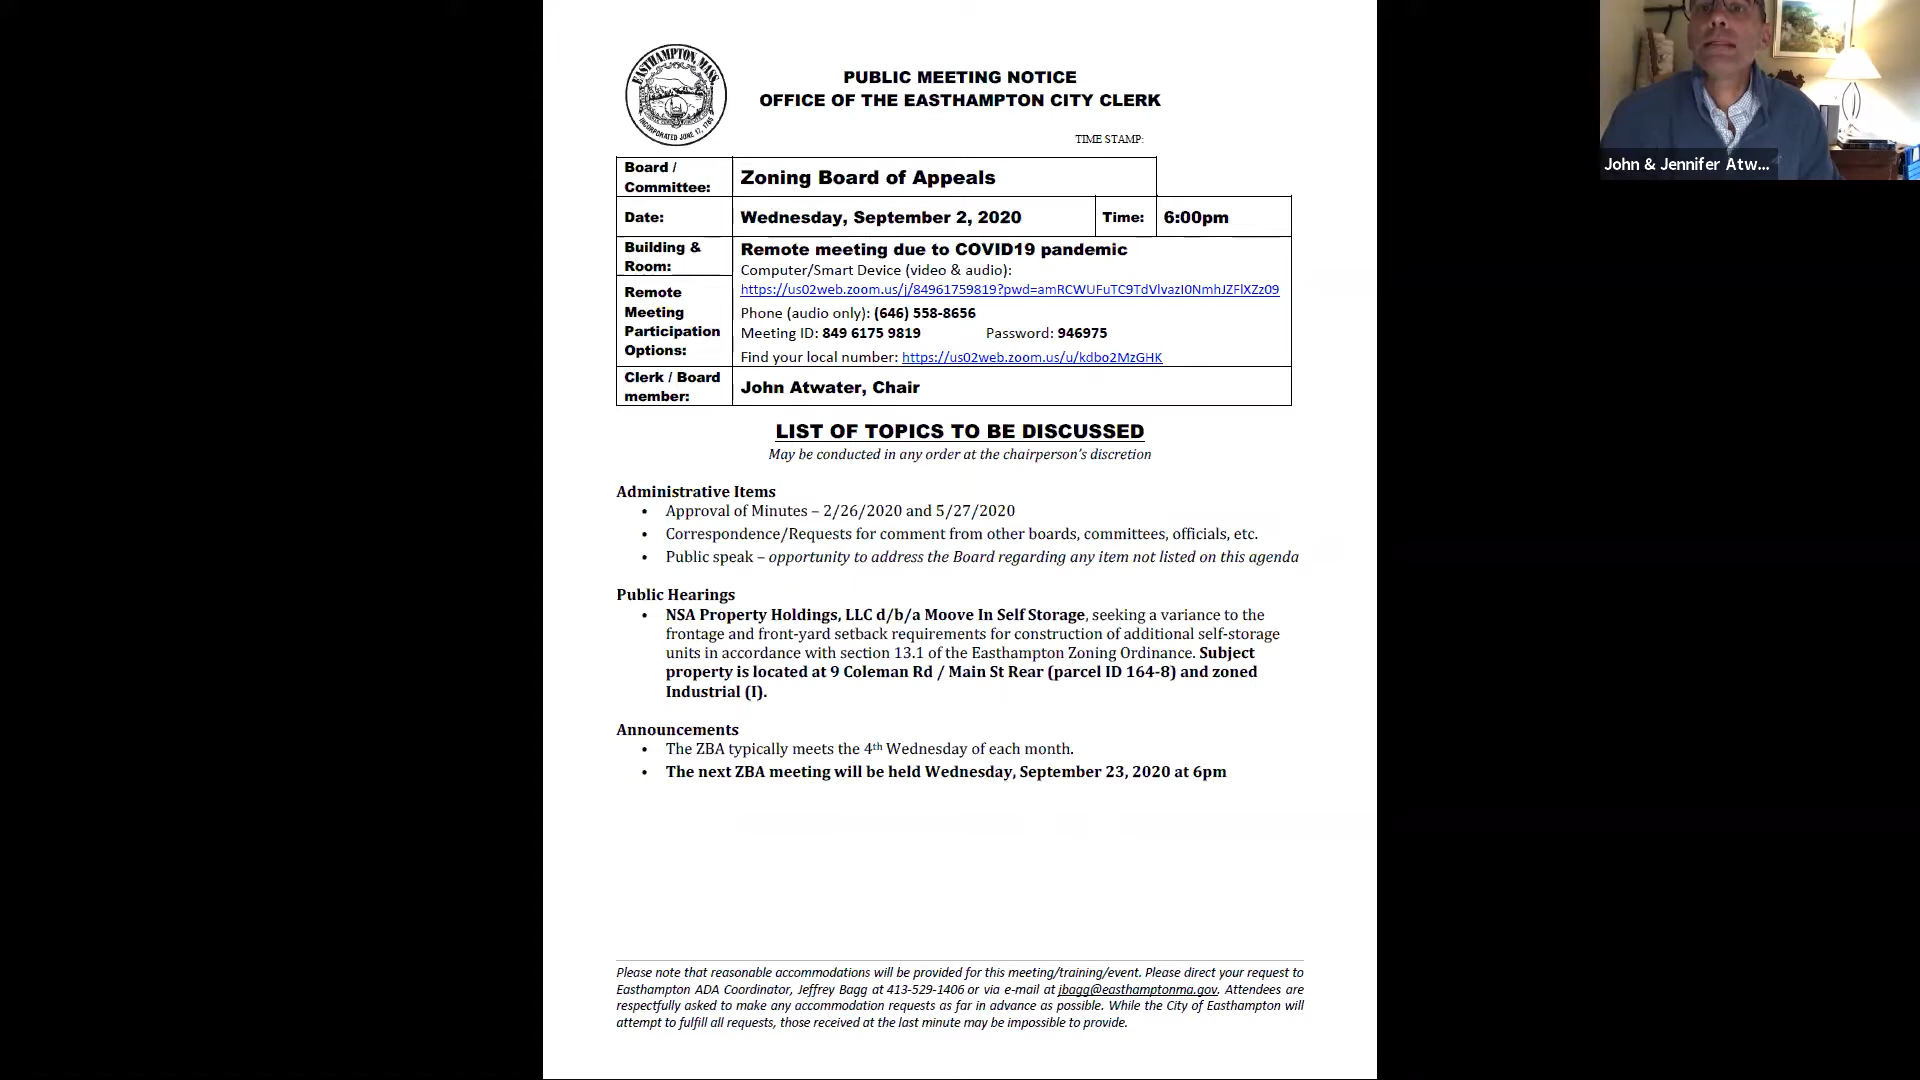 EASTHAMPTON, MASS.
INCORPORATED JUNE 17, 1785
PUBLIC MEETING NOTICE
OFFICE OF THE EASTHAMPTON CITY CLERK
TIME STAMP:
Board /
Committee:
Zoning Board of Appeals
Date:
Wednesday, September 2, 2020
Time:
6:00pm
Building &
Room:
Remote meeting due to COVID19 pandemic
Computer/Smart Device (video & audio):
https://us02web.zoom.us/j/84961759819?pwd=amRCWUFuTC9TdVlvazI0NmhJZFlXZz09
Remote
Meeting
Participation
Options:
Phone (audio only): (646) 558-8656
Meeting ID: 849 6175 9819 Password: 946975
Find your local number: https://us02web.zoom.us/u/kdbo2MzGHK
Clerk / Board
member:
John Atwater, Chair
LIST OF TOPICS TO BE DISCUSSED
May be conducted in any order at the chairperson's discretion
Administrative Items
• Approval of Minutes – 2/26/2020 and 5/27/2020
• Correspondence/Requests for comment from other boards, committees, officials, etc.
• Public speak – opportunity to address the Board regarding any item not listed on this agenda
Public Hearings
• NSA Property Holdings, LLC d/b/a Moove In Self Storage, seeking a variance to the
frontage and front-yard setback requirements for construction of additional self-storage
units in accordance with section 13.1 of the Easthampton Zoning Ordinance. Subject
property is located at 9 Coleman Rd / Main St Rear (parcel ID 164-8) and zoned
Industrial (I).
Announcements
• The ZBA typically meets the 4th Wednesday of each month.
• The next ZBA meeting will be held Wednesday, September 23, 2020 at 6pm
Please note that reasonable accommodations will be provided for this meeting/training/event. Please direct your request to
Easthampton ADA Coordinator, Jeffrey Bagg at 413-529-1406 or via e-mail at jbagg@easthamptonma.gov. Attendees are
respectfully asked to make any accommodation requests as far in advance as possible. While the City of Easthampton will
attempt to fulfill all requests, those received at the last minute may be impossible to provide.
John & Jennifer Atw...